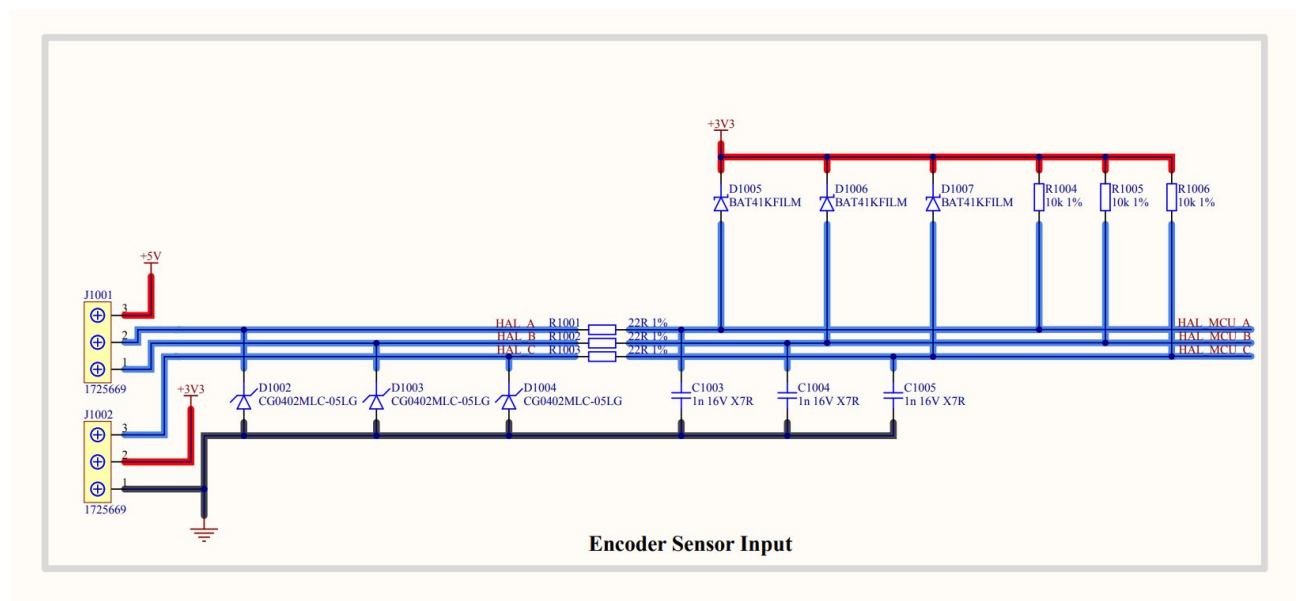 +3V3
D1005
BAT41KFILM
D1006
BAT41KFILM
D1007
BAT41KFILM
R1004
10k 1%
R1005
10k 1%
R1006
10k 1%
+5V
J1001
3
2
1
1725669
HAL_A R1001 22R 1% HAL_MCU_A
HAL_B R1002 22R 1% HAL_MCU_B
HAL_C R1003 22R 1% HAL_MCU_C
+3V3
D1002
CG0402MLC-05LG
D1003
CG0402MLC-05LG
D1004
CG0402MLC-05LG
C1003
1n 16V X7R
C1004
1n 16V X7R
C1005
1n 16V X7R
J1002
3
2
1
1725669
Encoder Sensor Input